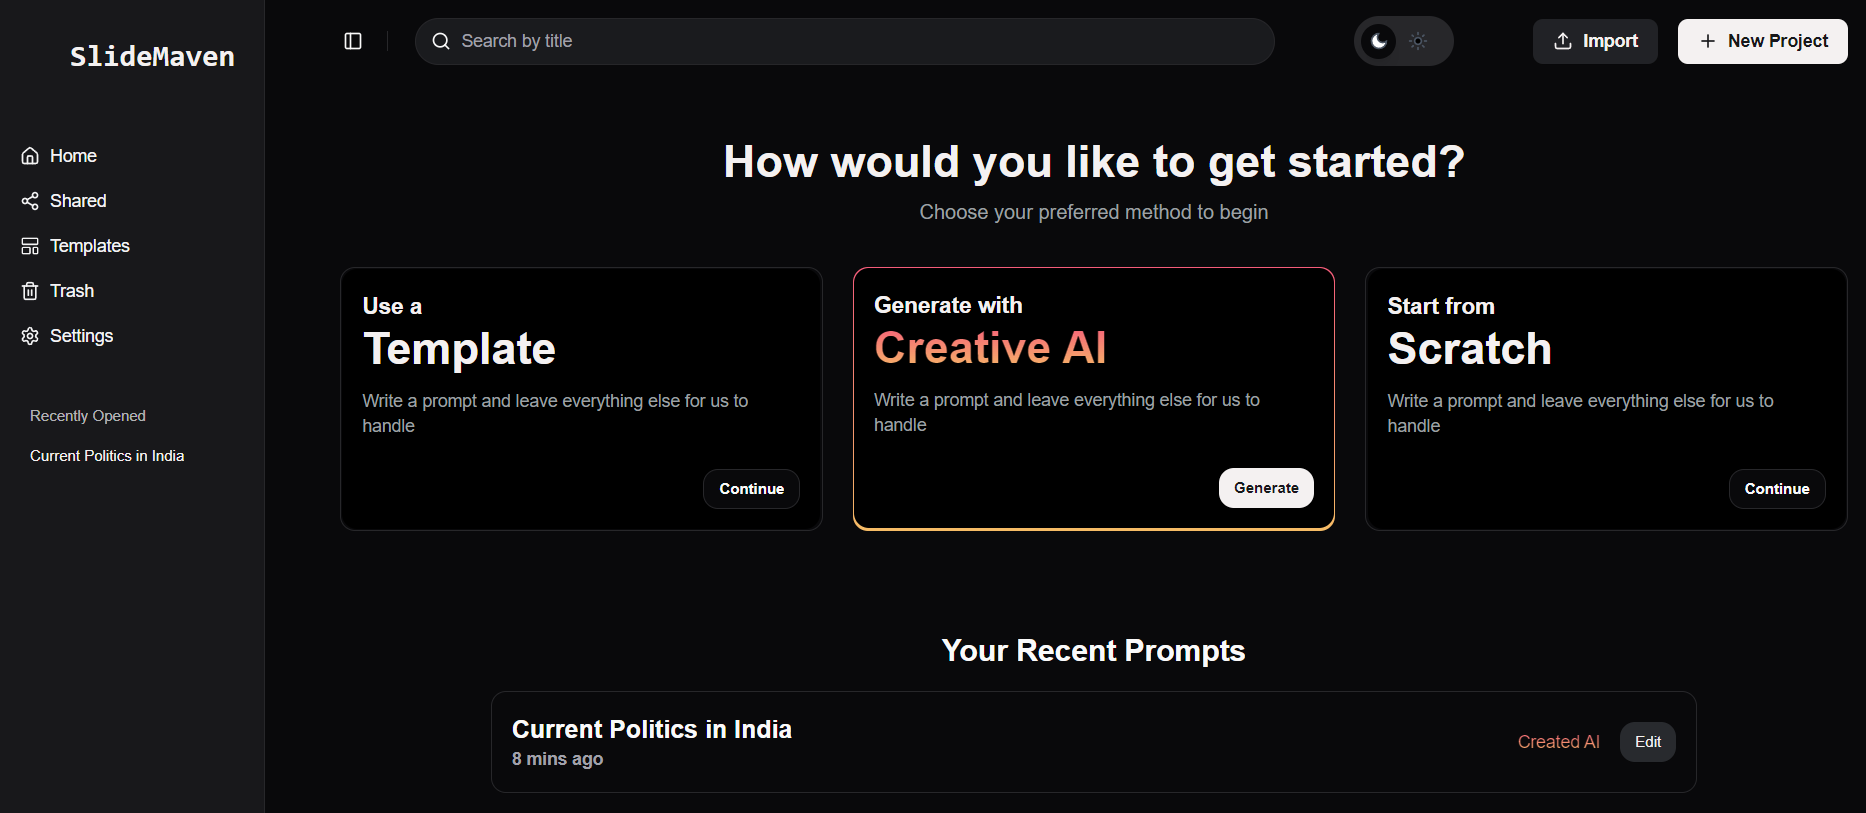 SlideMaven
Home
Shared
Templates
Trash
Settings
Recently Opened
Current Politics in India
Search by title
Import
New Project
How would you like to get started?
Choose your preferred method to begin
Use a
Template
Write a prompt and leave everything else for us to
handle
Continue
Generate with
Creative AI
Write a prompt and leave everything else for us to
handle
Generate
Start from
Scratch
Write a prompt and leave everything else for us to
handle
Continue
Your Recent Prompts
Current Politics in India
8 mins ago
Created AI
Edit